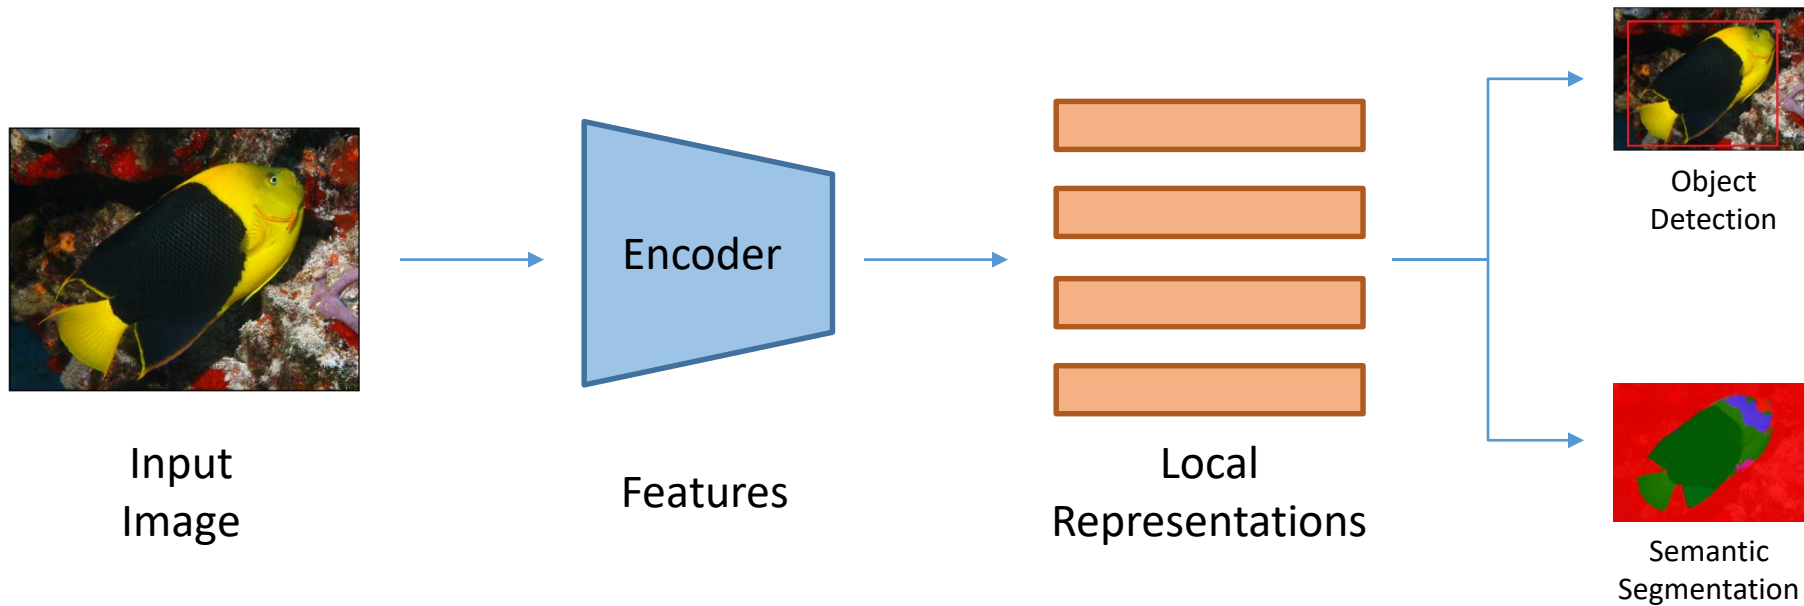 Input
Image
Encoder
Features
Local
Representations
Object
Detection
Semantic
Segmentation